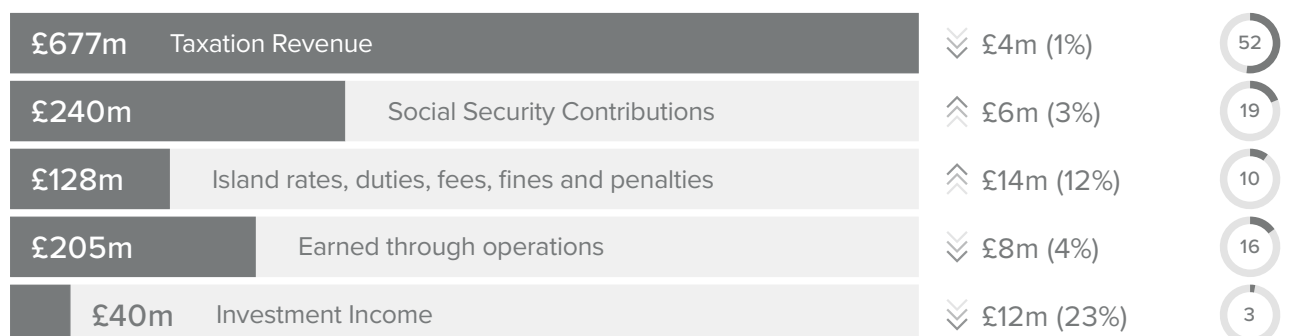 £677m Taxation Revenue £4m (1%) 52
£240m Social Security Contributions £6m (3%) 19
£128m Island rates, duties, fees, fines and penalties £14m (12%) 10
£205m Earned through operations £8m (4%) 16
£40m Investment Income £12m (23%) 3